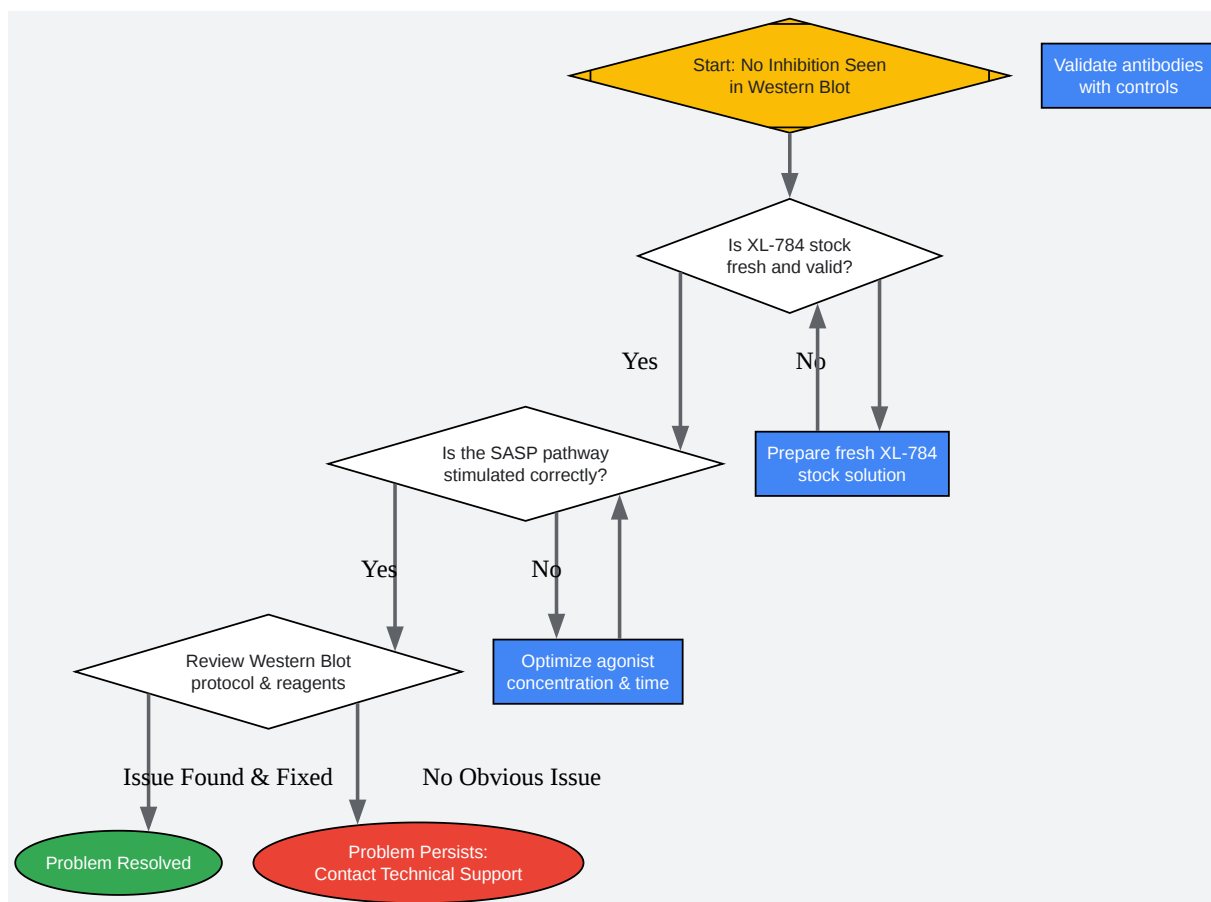 Start: No Inhibition Seen
in Western Blot
Validate antibodies
with controls
Is XL-784 stock
fresh and valid?
Yes
No
Is the SASP pathway
stimulated correctly?
Prepare fresh XL-784
stock solution
Yes
No
Review Western Blot
protocol & reagents
Optimize agonist
concentration & time
Issue Found & Fixed
No Obvious Issue
Problem Resolved
Problem Persists:
Contact Technical Support